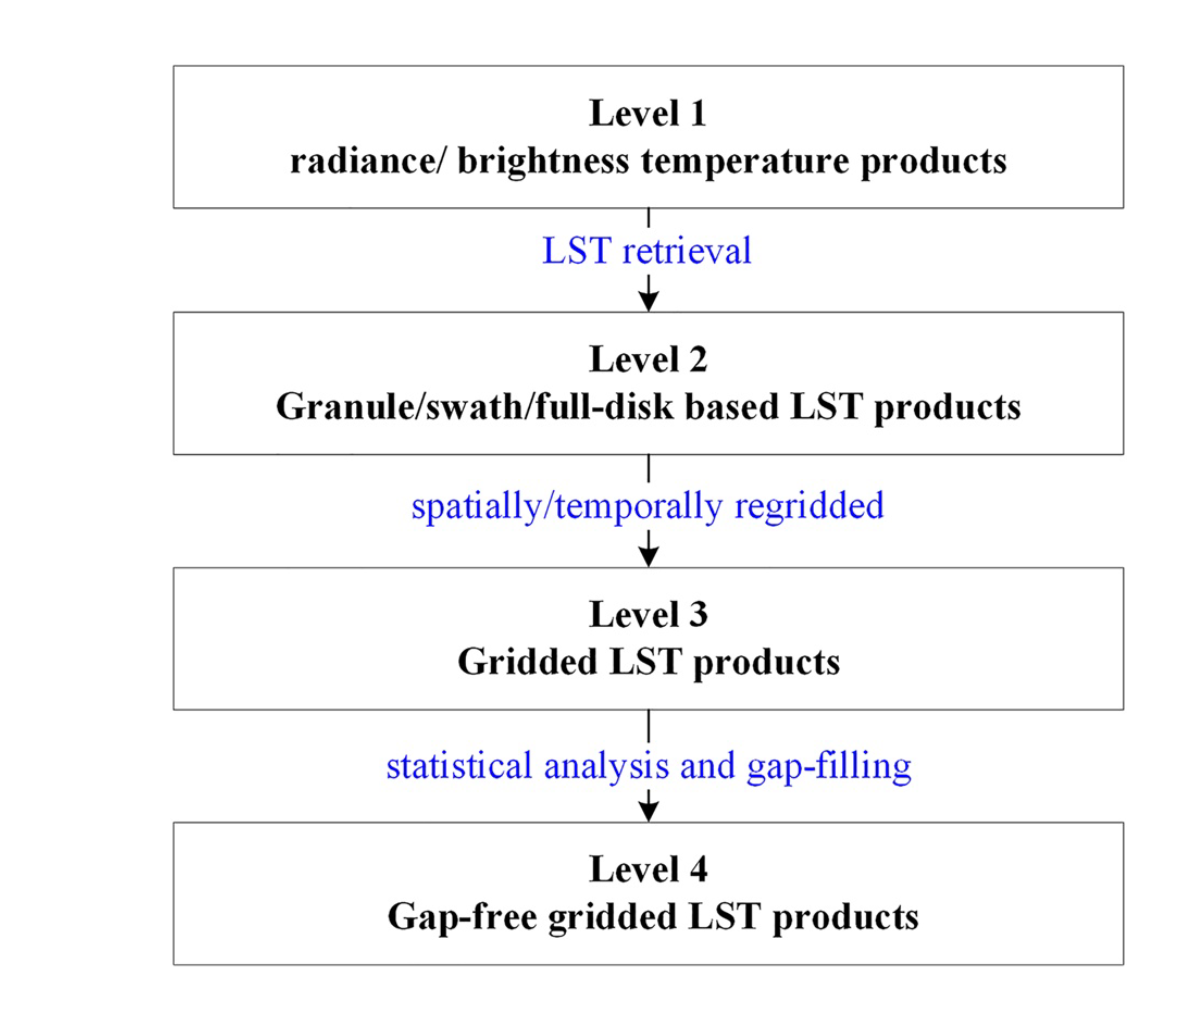 Level 1
radiance/ brightness temperature products
LST retrieval
Level 2
Granule/swath/full-disk based LST products
spatially/temporally regridded
Level 3
Gridded LST products
statistical analysis and gap-filling
Level 4
Gap-free gridded LST products